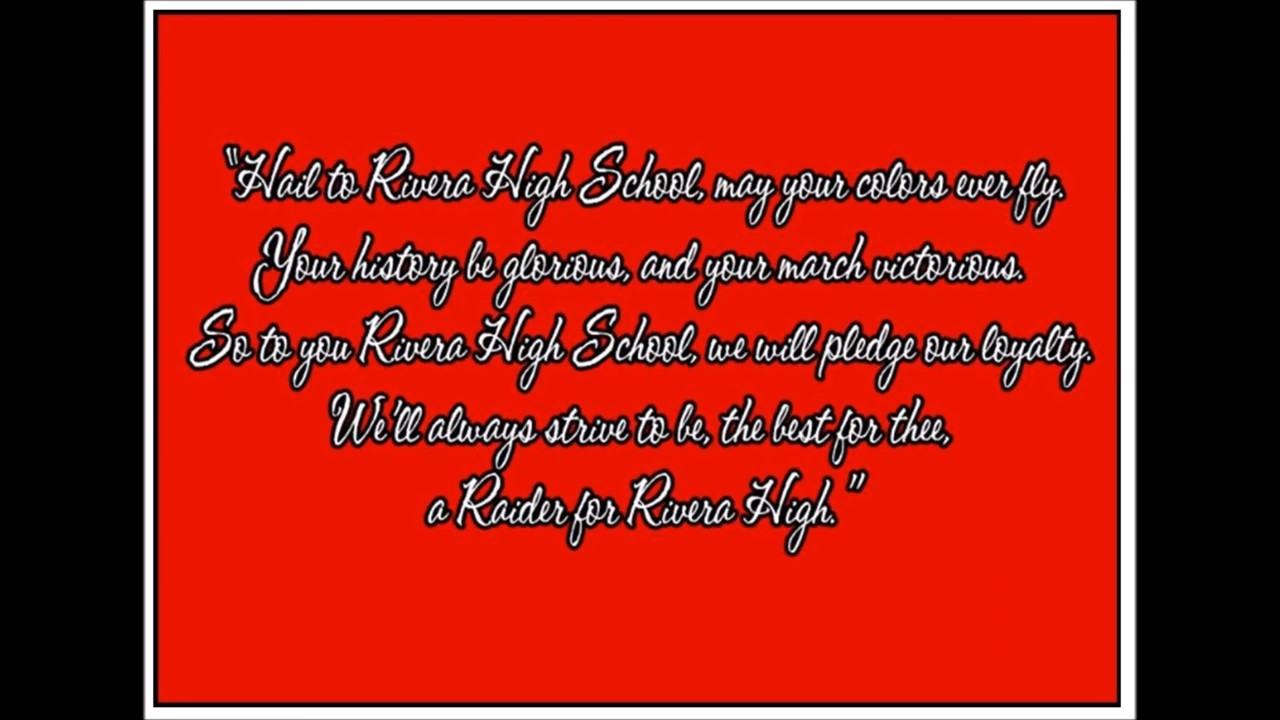 "Hail to Rivera High School, may your colors ever fly.
Your history be glorious, and your march victorious.
So to you Rivera High School, we will pledge our loyalty.
We'll always strive to be, the best for thee,
a Raider for Rivera High."